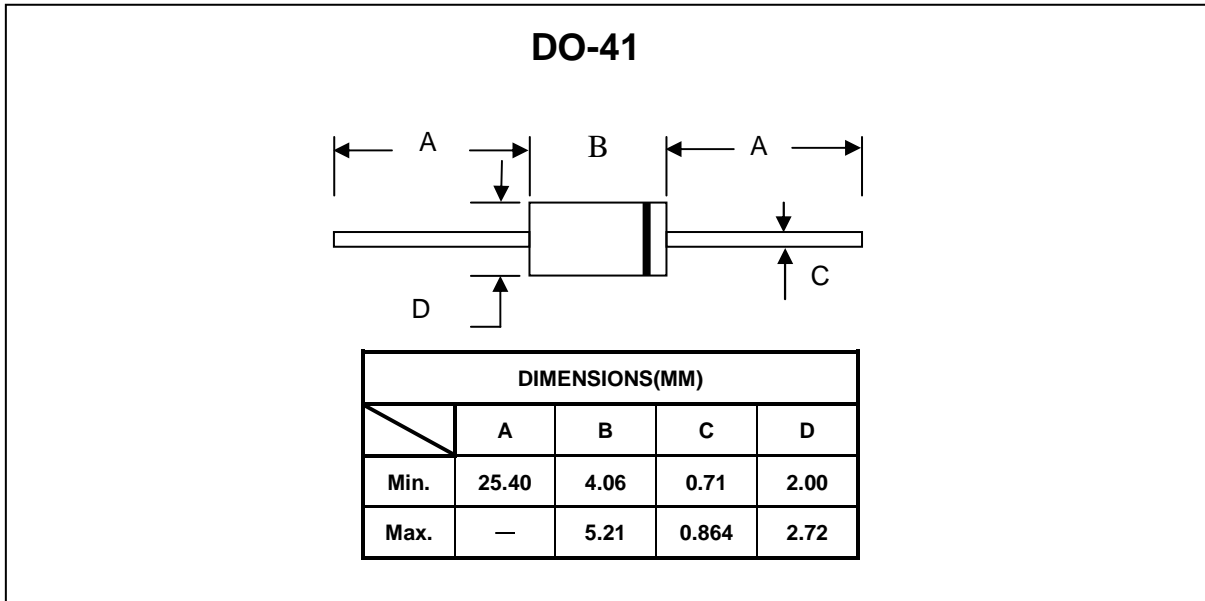 DO-41
A B A
C
D
DIMENSIONS(MM)
A B C D
Min. 25.40 4.06 0.71 2.00
Max. — 5.21 0.864 2.72